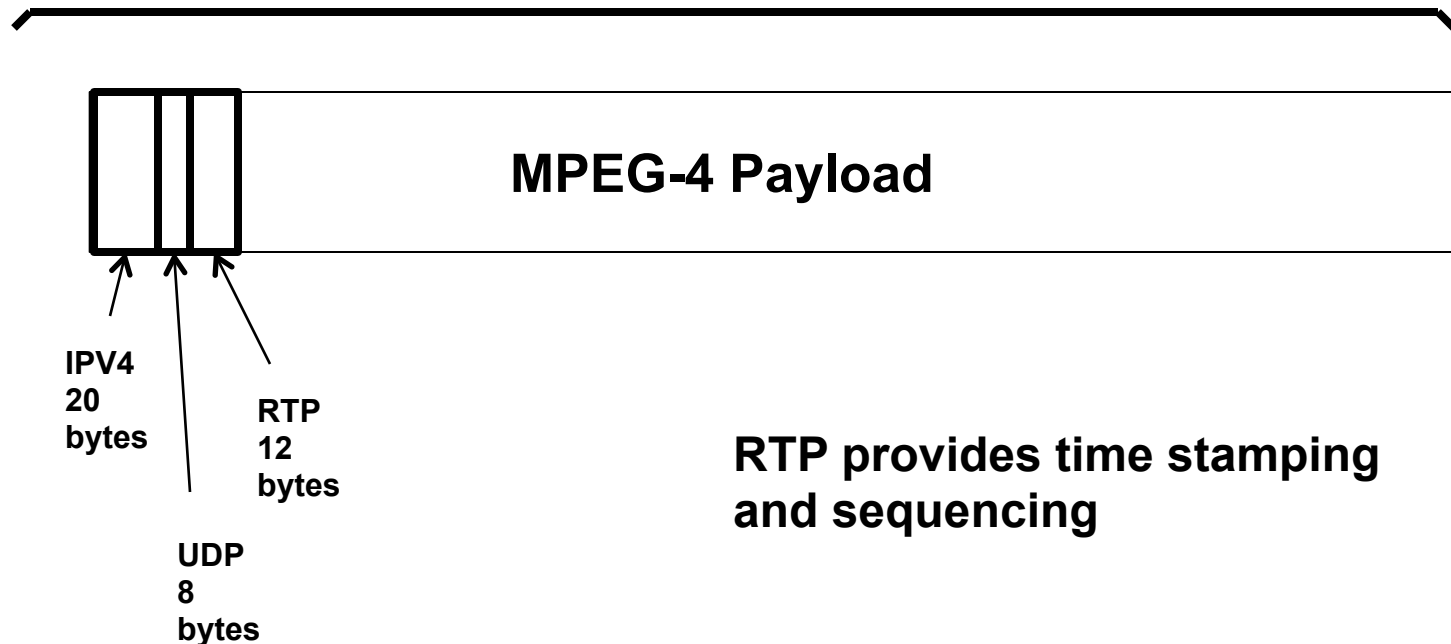 MPEG-4 Payload
IPV4
20
bytes
RTP
12
bytes
UDP
8
bytes
RTP provides time stamping
and sequencing